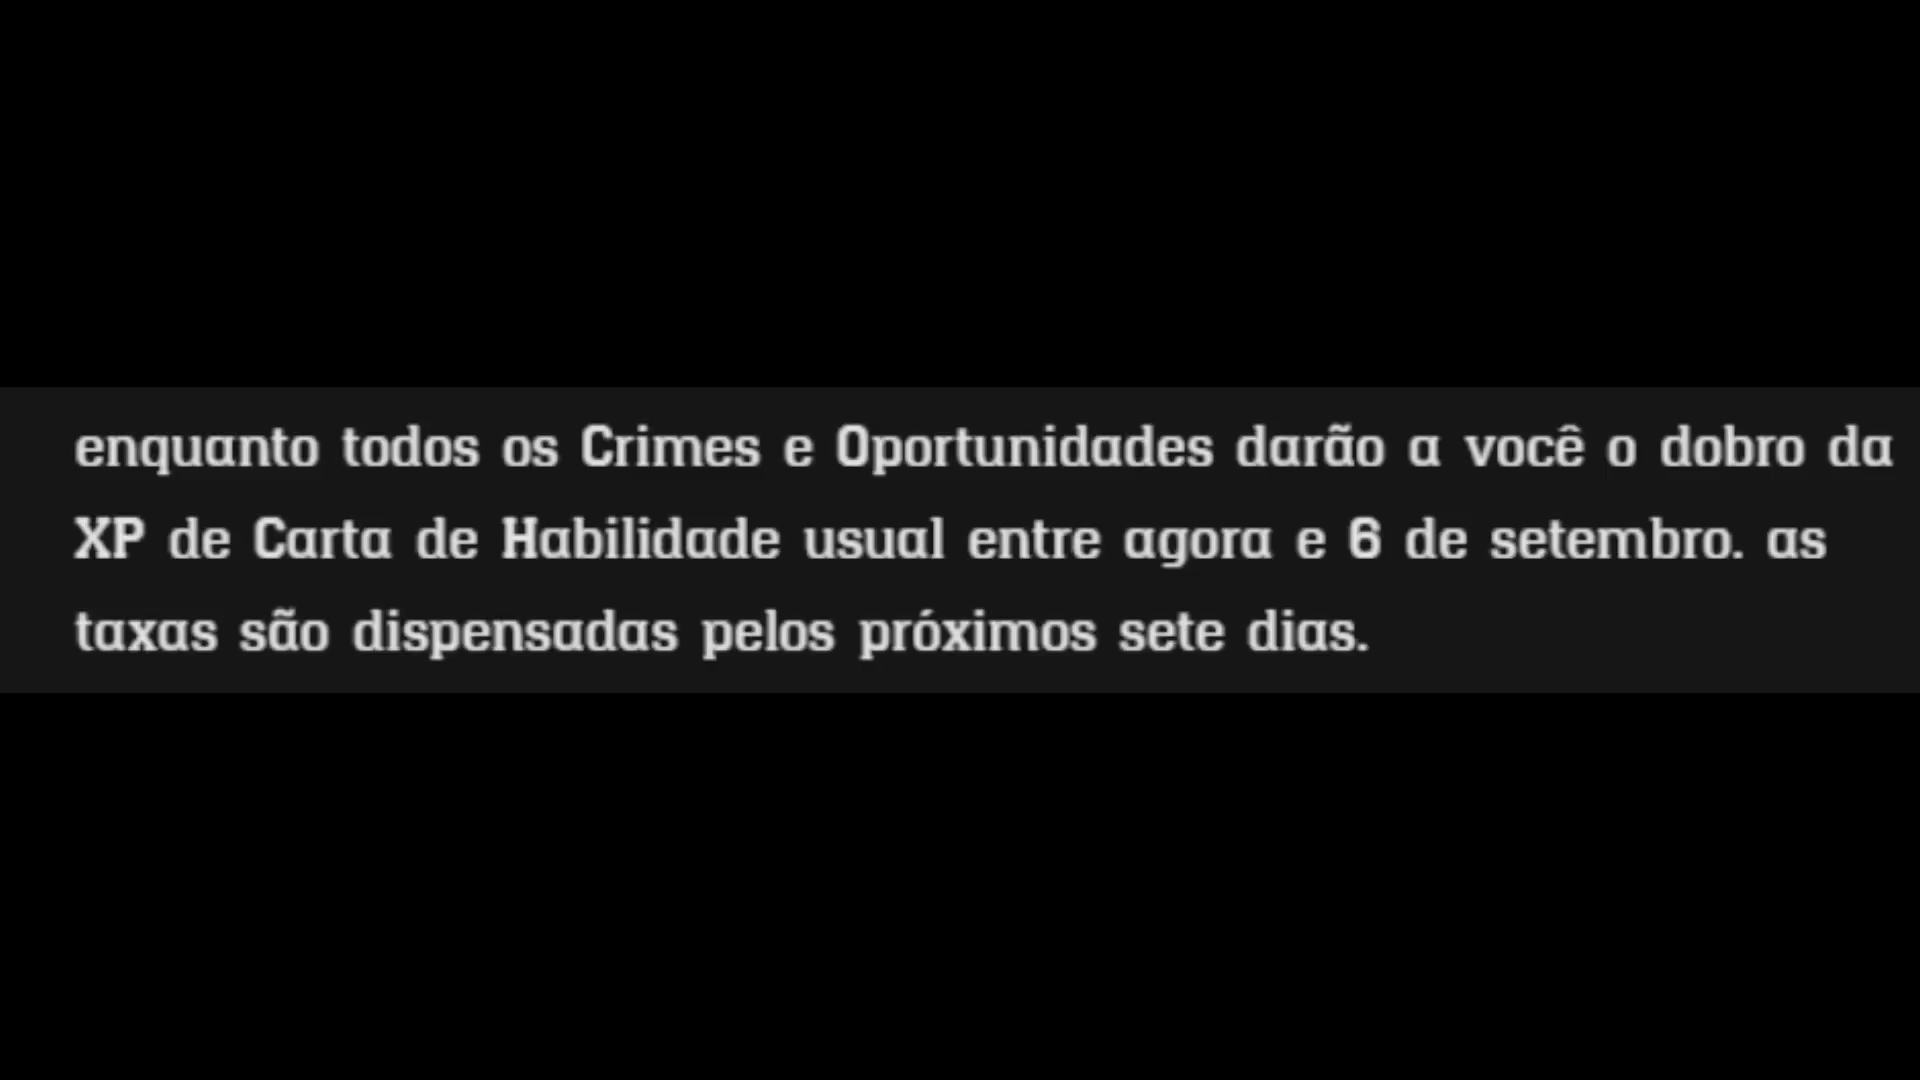 enquanto todos os Crimes e Oportunidades darão a você o dobro da
XP de Carta de Habilidade usual entre agora e 6 de setembro. as
taxas são dispensadas pelos próximos sete dias.